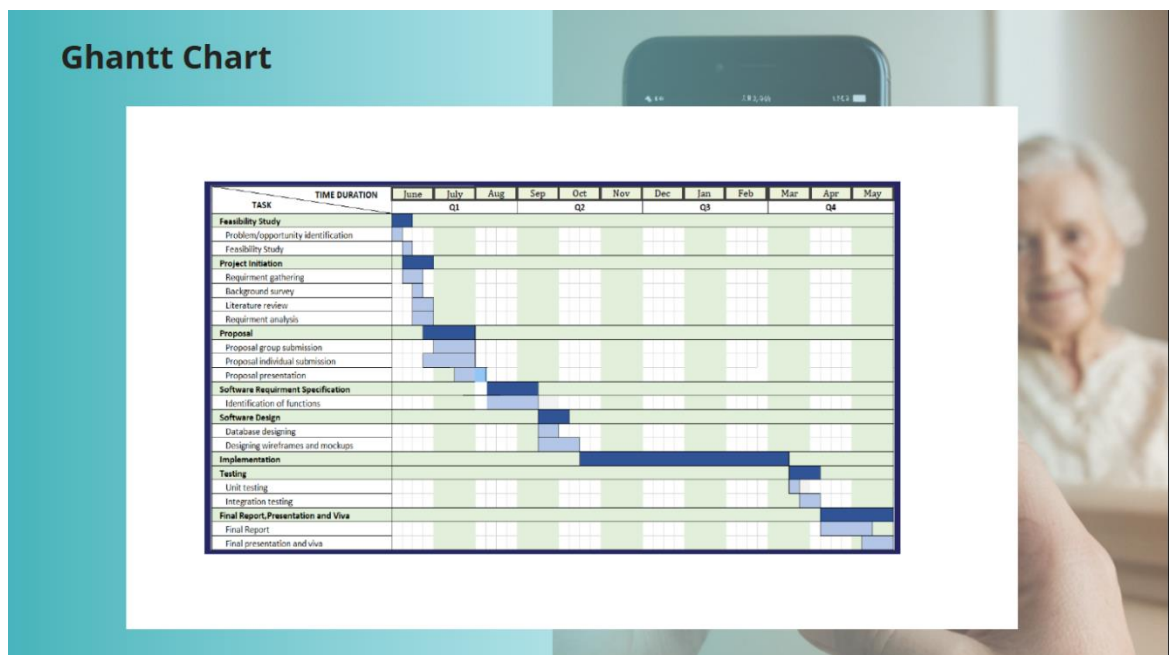 Ghantt Chart
TIME DURATION
TASK
June July Aug Sep Oct Nov Dec Jan Feb Mar Apr May
Q1 Q2 Q3 Q4
Feasibility Study
Problem/opportunity identification
Feasibility Study
Project Initiation
Requirment gathering
Background survey
Literature review
Requirment analysis
Proposal
Proposal group submission
Proposal individual submission
Proposal presentation
Software Requirment Specification
Identification of functions
Software Design
Database designing
Designing wireframes and mockups
Implementation
Testing
Unit testing
Integration testing
Final Report,Presentation and Viva
Final Report
Final presentation and viva